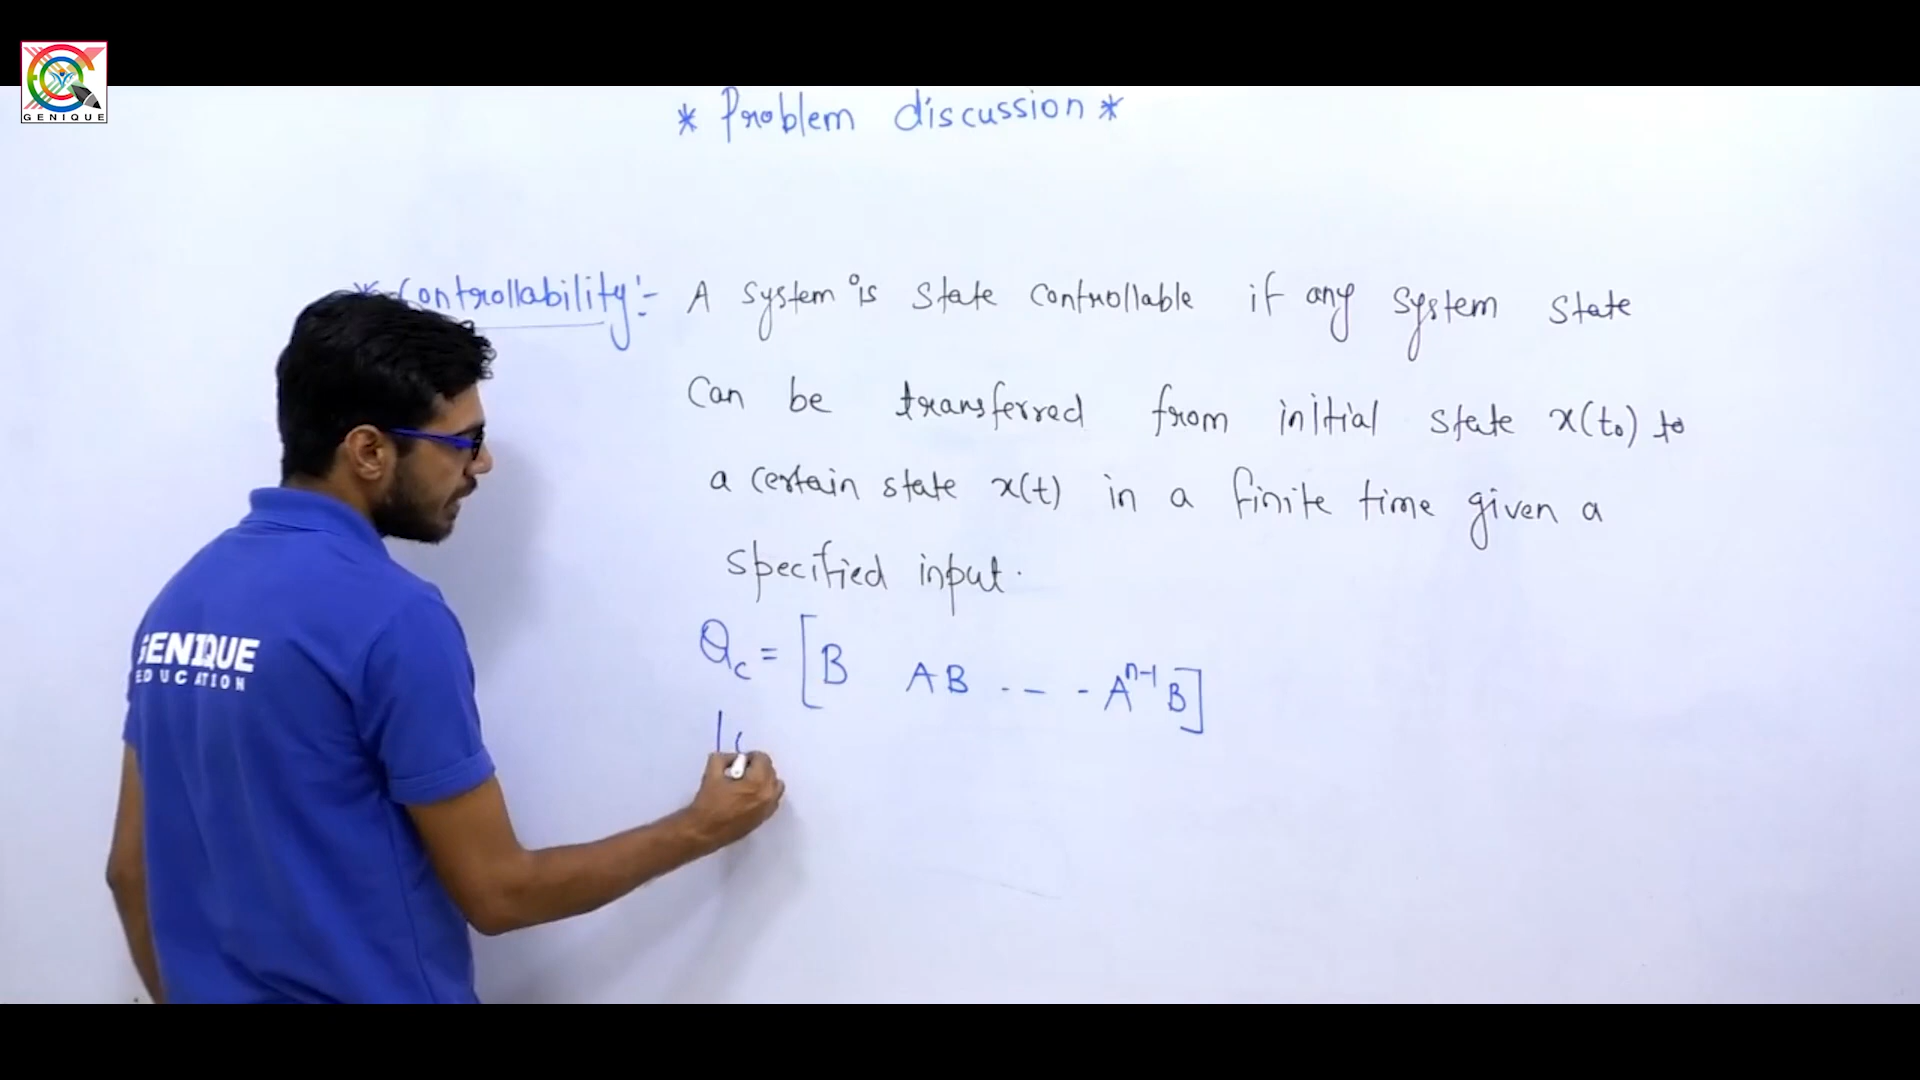 GENIQUE
* Problem discussion *
* Controllability:- A system is state controllable if any system state
Can be transferred from initial state x(t₀) to
a certain state x(t) in a finite time given a
specified input.
Q_c = [B AB -- - A^{n-1} B]
GENIQUE
EDUCATION